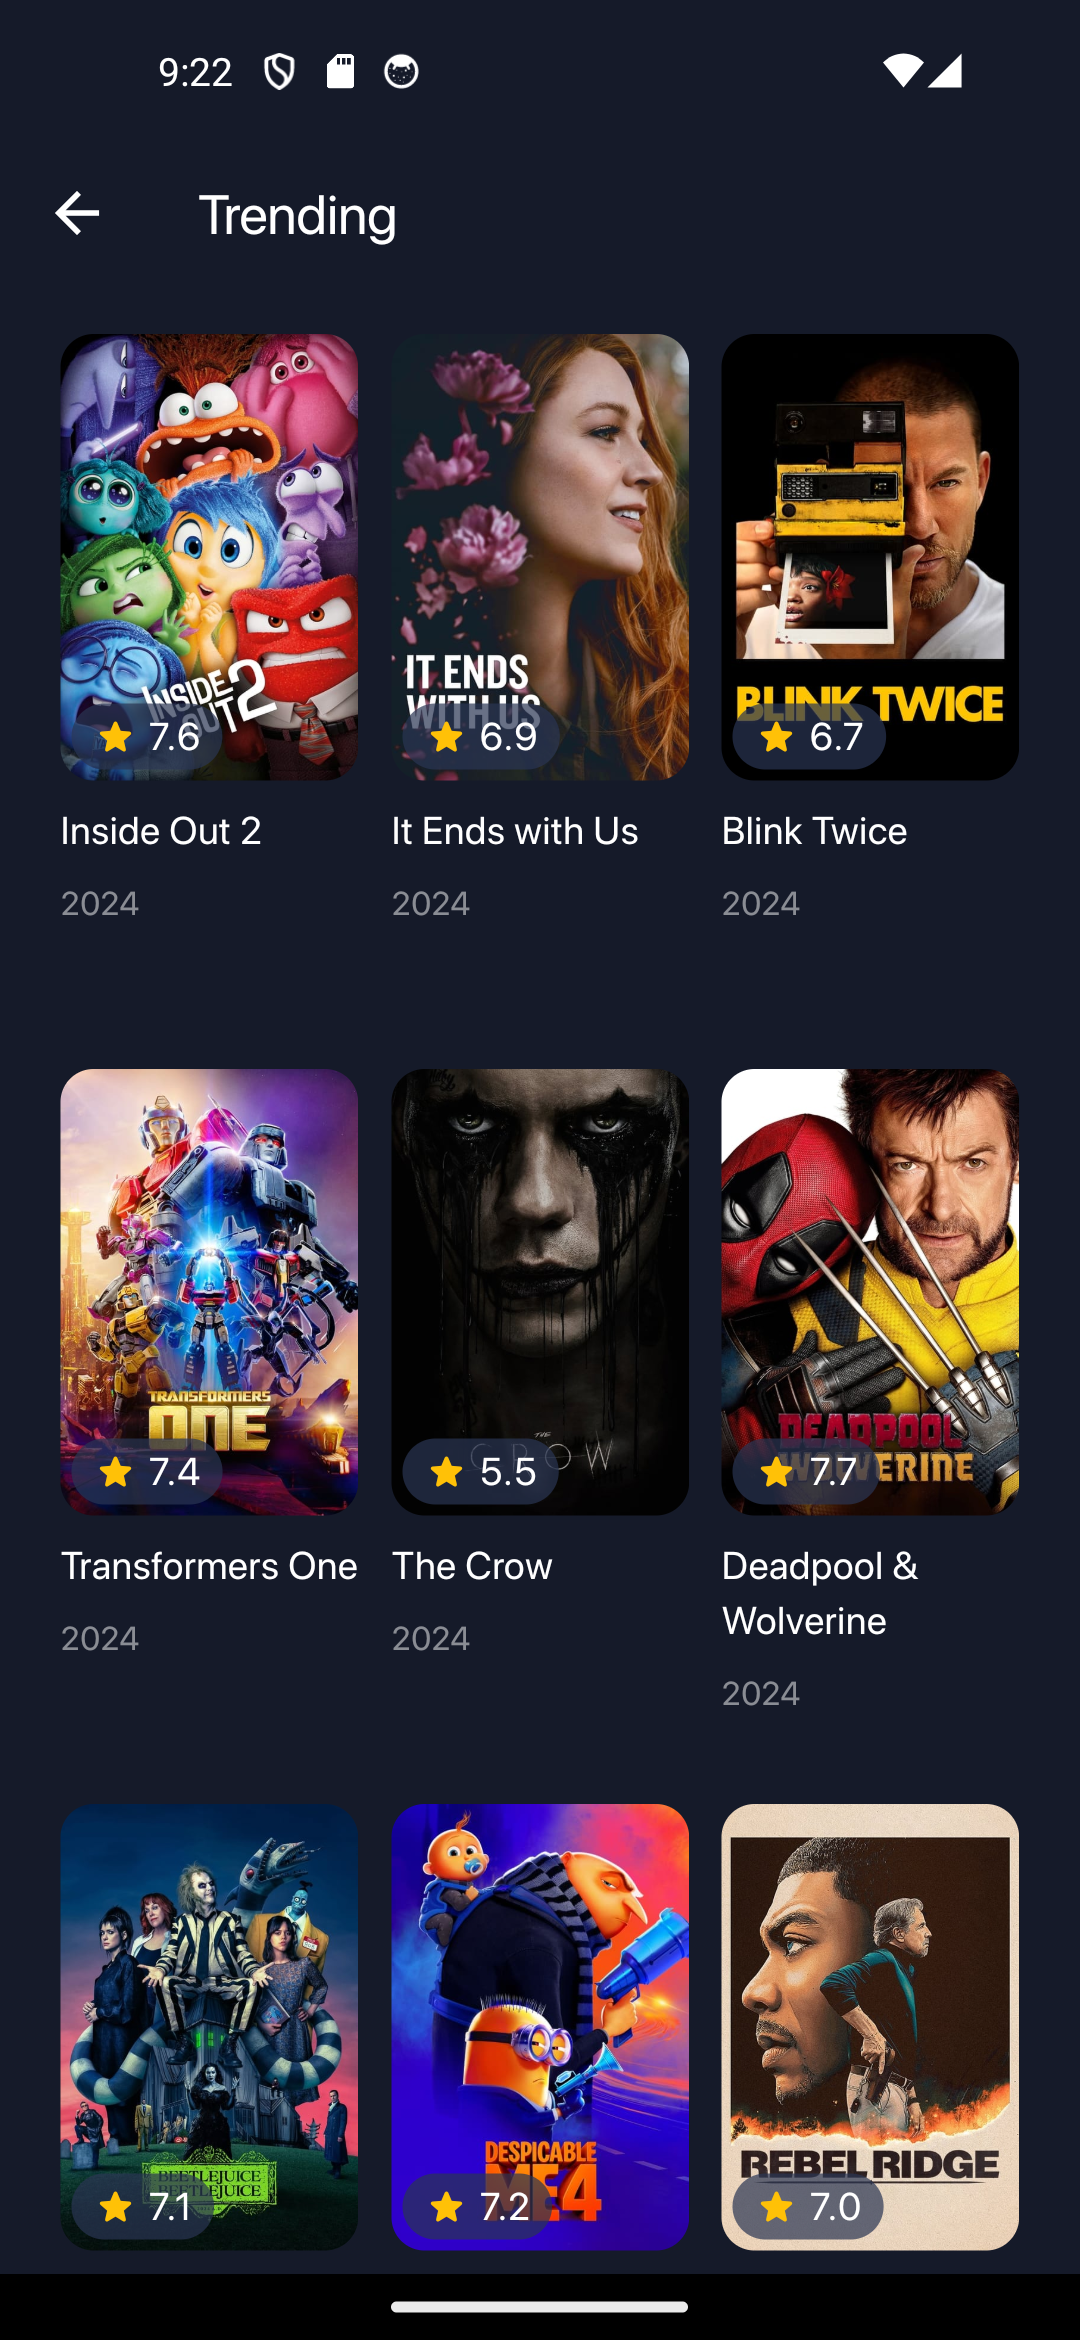 9:22
Trending
INSIDE
OUT 2
7.6
IT ENDS
WITH US
6.9
BLINK TWICE
6.7
Inside Out 2
It Ends with Us
Blink Twice
2024
2024
2024
TRANSFORMERS
ONE
7.4
THE
CROW
5.5
DEADPOOL
WOLVERINE
7.7
Transformers One
The Crow
Deadpool &
Wolverine
2024
2024
2024
BEETLEJUICE
BEETLEJUICE
7.1
DESPICABLE
ME4
7.2
REBEL RIDGE
7.0